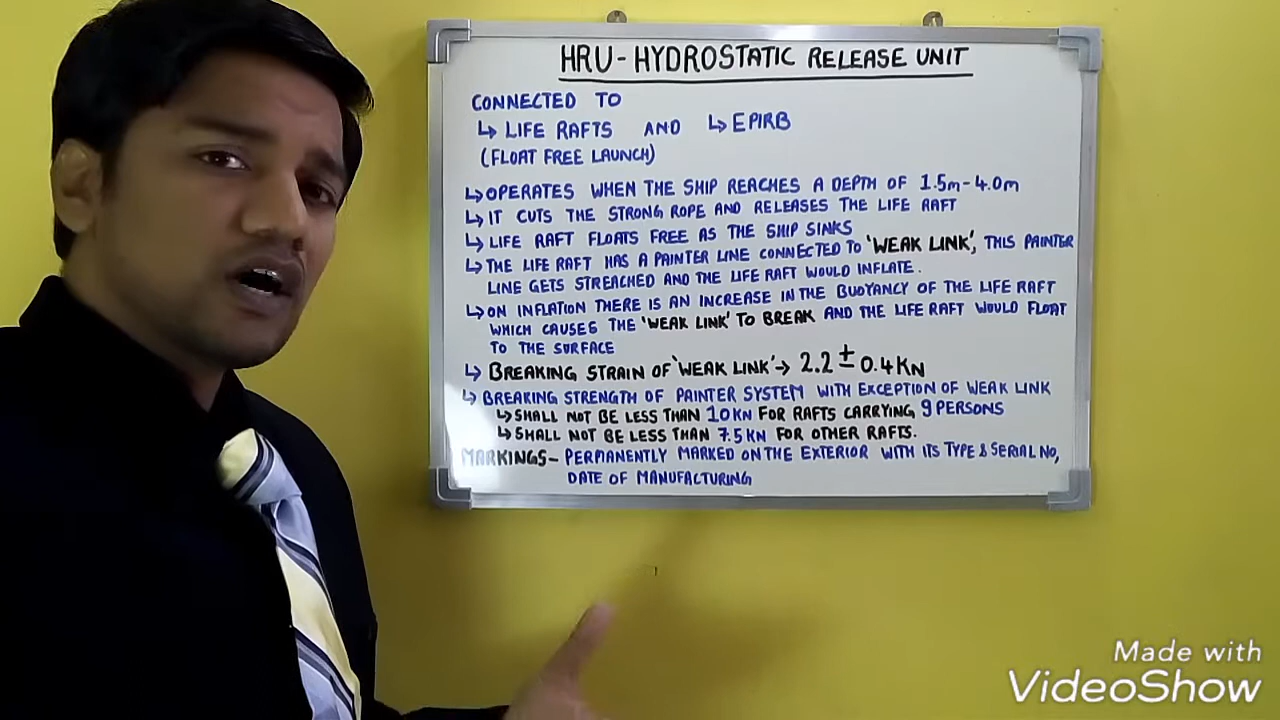 HRU - HYDROSTATIC RELEASE UNIT
CONNECTED TO
↳ LIFE RAFTS AND ↳ EPIRB
(FLOAT FREE LAUNCH)
↳ OPERATES WHEN THE SHIP REACHES A DEPTH OF 1.5m - 4.0m
↳ IT CUTS THE STRONG ROPE AND RELEASES THE LIFE RAFT
↳ LIFE RAFT FLOATS FREE AS THE SHIP SINKS
↳ THE LIFE RAFT HAS A PAINTER LINE CONNECTED TO 'WEAK LINK', THIS PAINTER
LINE GETS STREACHED AND THE LIFE RAFT WOULD INFLATE.
↳ ON INFLATION THERE IS AN INCREASE IN THE BUOYANCY OF THE LIFE RAFT
WHICH CAUSES THE 'WEAK LINK' TO BREAK AND THE LIFE RAFT WOULD FLOAT
TO THE SURFACE
↳ BREAKING STRAIN OF 'WEAK LINK' → 2.2 ± 0.4KN
↳ BREAKING STRENGTH OF PAINTER SYSTEM WITH EXCEPTION OF WEAK LINK
↳ SHALL NOT BE LESS THAN 10KN FOR RAFTS CARRYING 9 PERSONS
↳ SHALL NOT BE LESS THAN 7.5KN FOR OTHER RAFTS.
MARKINGS - PERMANENTLY MARKED ON THE EXTERIOR WITH ITS TYPE & SERIAL NO,
DATE OF MANUFACTURING
Made with
VideoShow